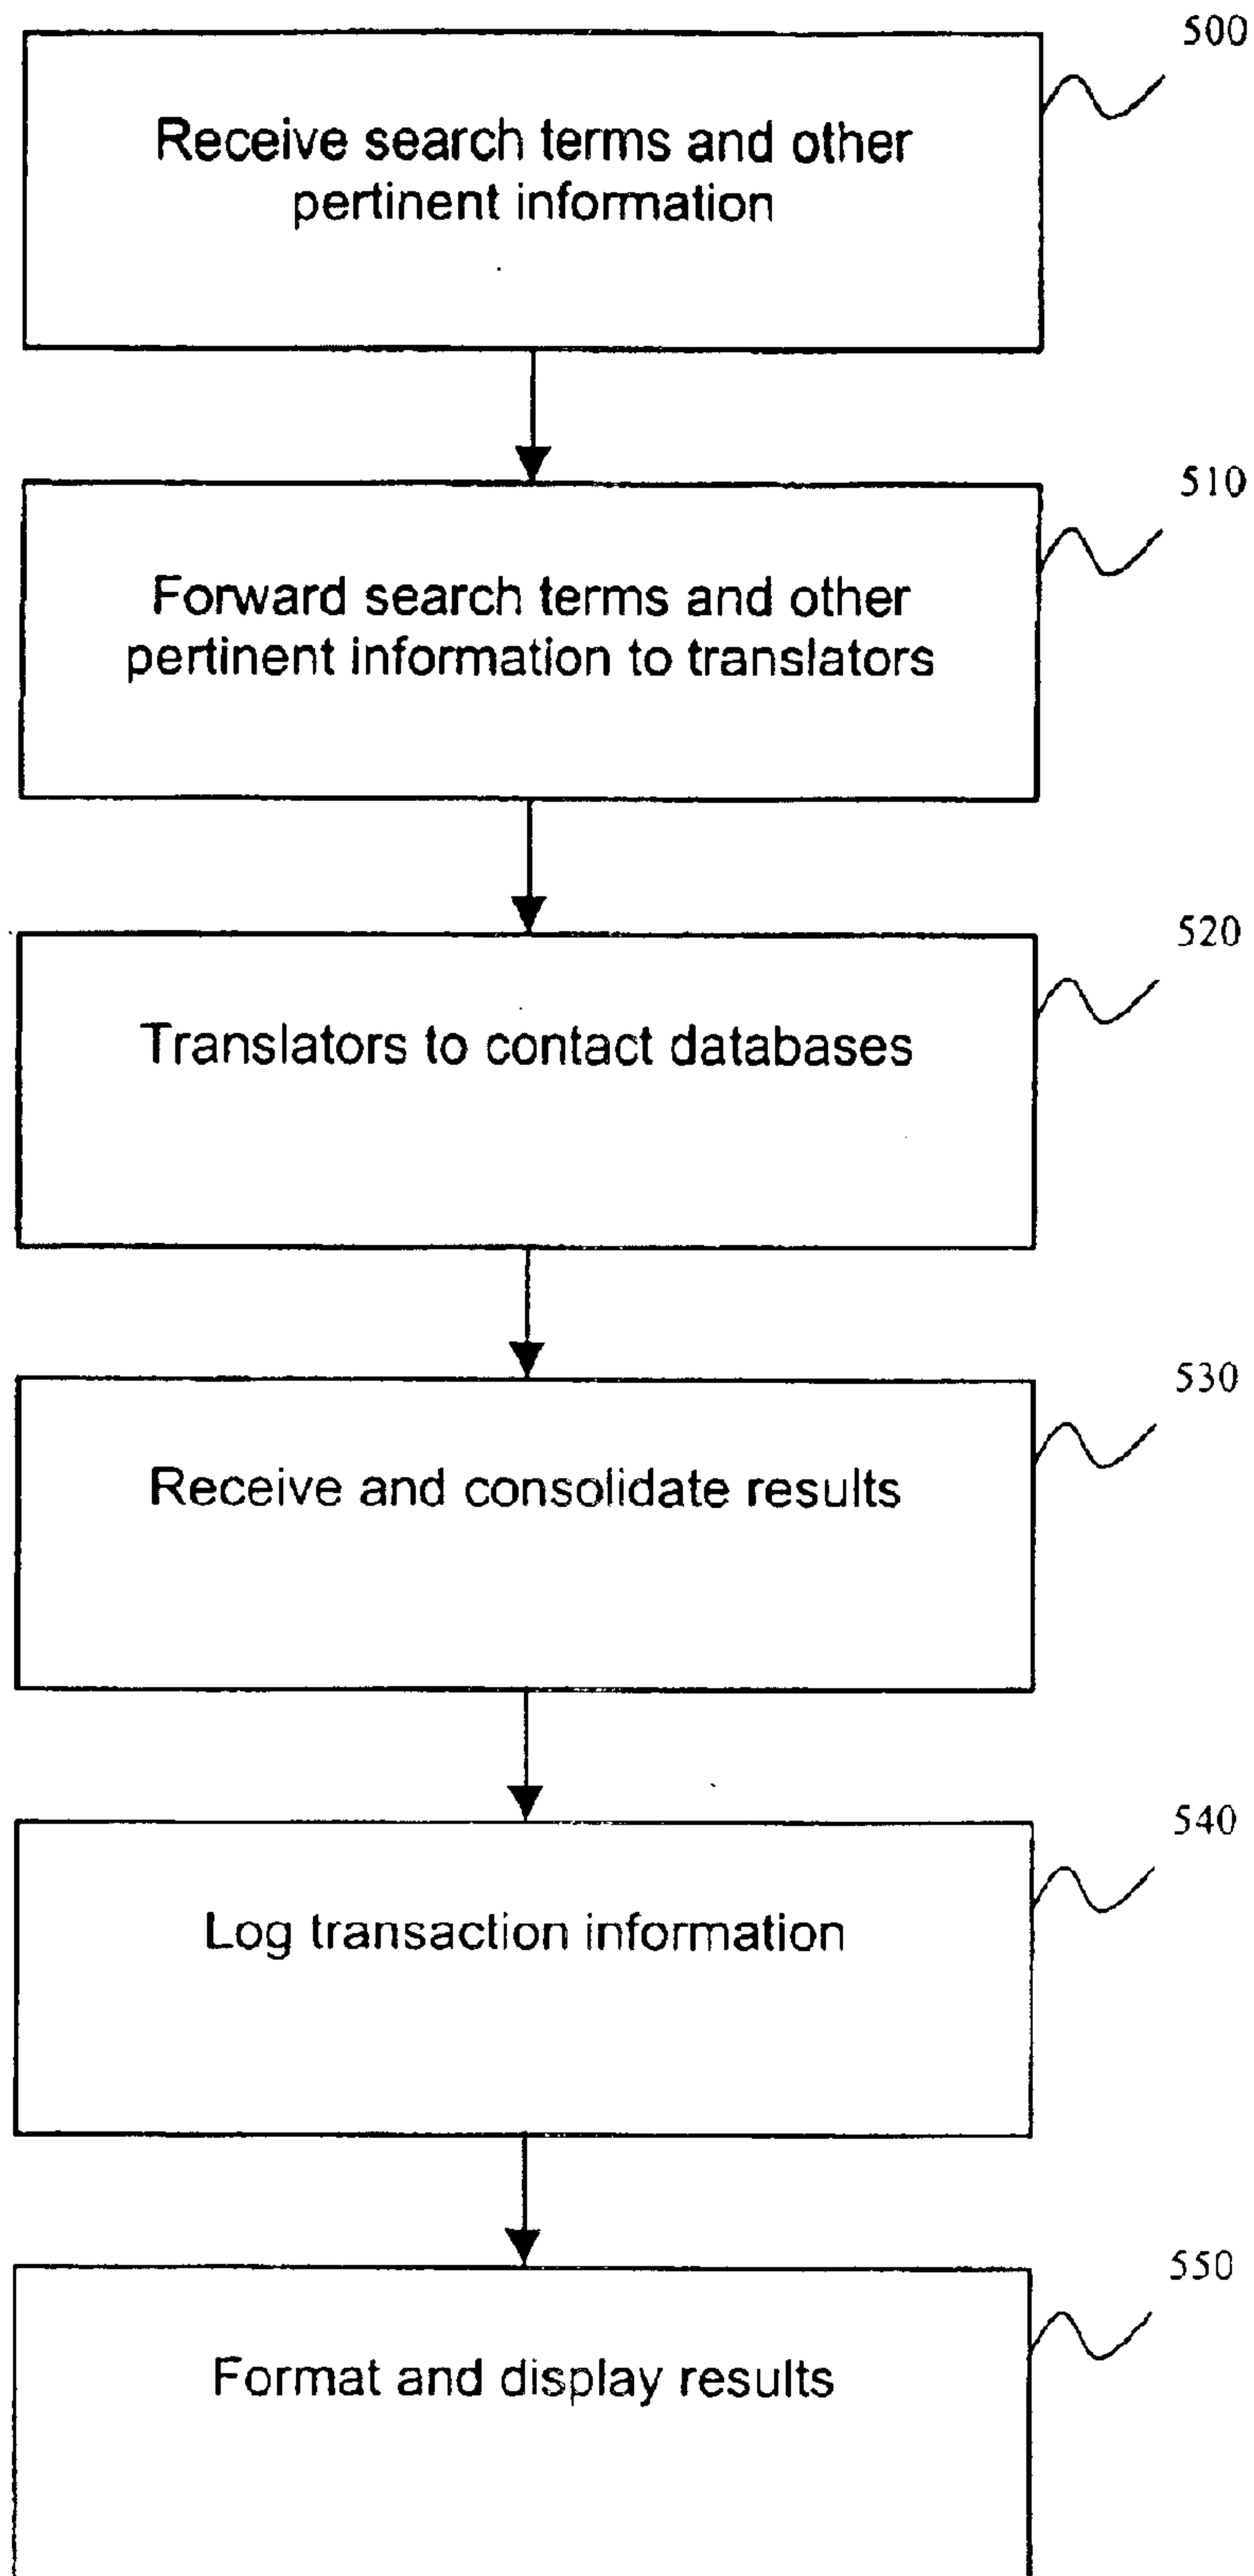 500
Receive search terms and other
pertinent information
510
Forward search terms and other
pertinent information to translators
520
Translators to contact databases
530
Receive and consolidate results
540
Log transaction information
550
Format and display results